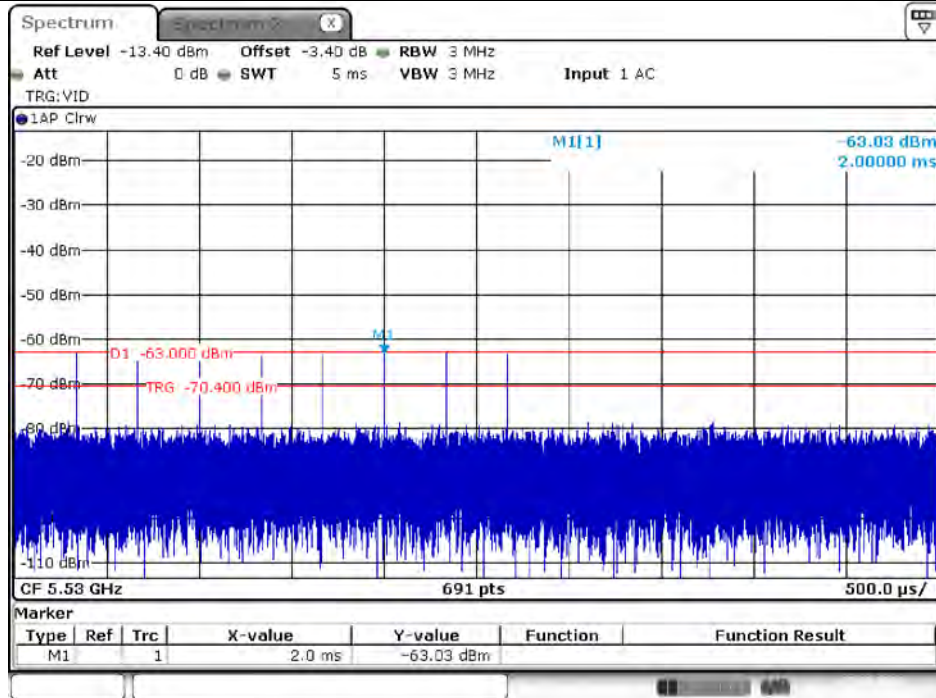 Spectrum Spectrum 2 X
Ref Level -13.40 dBm Offset -3.40 dB RBW 3 MHz
Att 0 dB SWT 5 ms VBW 3 MHz Input 1 AC
TRG:VID
1AP Clrw
M1[1] -63.03 dBm
2.00000 ms
-20 dBm
-30 dBm
-40 dBm
-50 dBm
-60 dBm
M1
D1 -63.000 dBm
-70 dBm
TRG -70.400 dBm
-80 dBm
-110 dBm
CF 5.53 GHz 691 pts 500.0 µs/
Marker
Type Ref Trc X-value Y-value Function Function Result
M1 1 2.0 ms -63.03 dBm